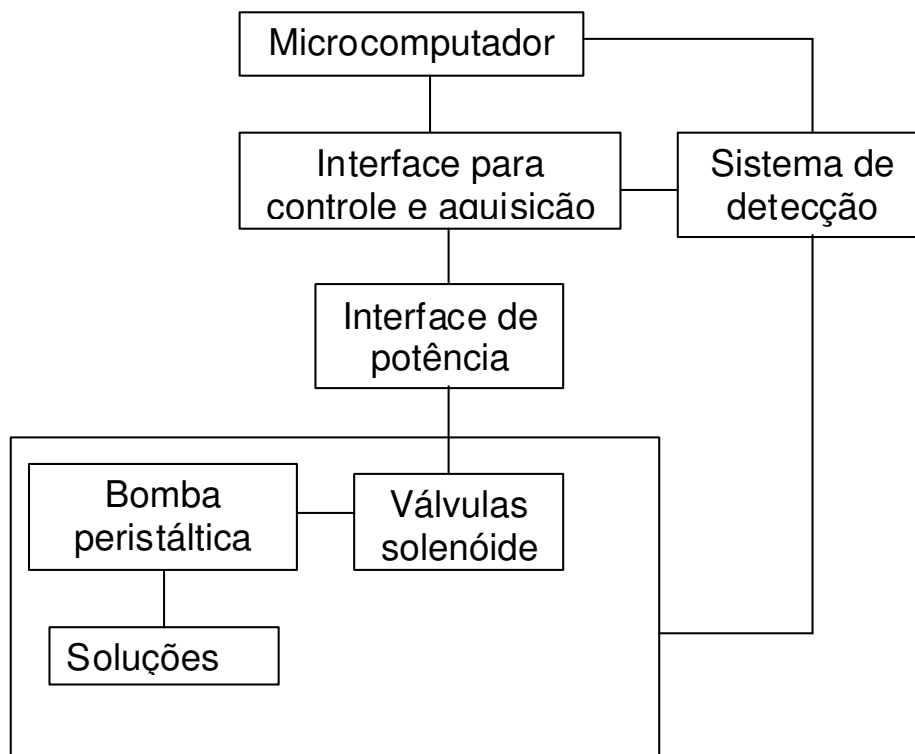 Microcomputador
Interface para
controle e aquisição
Sistema de
detecção
Interface de
potência
Bomba
peristáltica
Válvulas
solenóide
Soluções